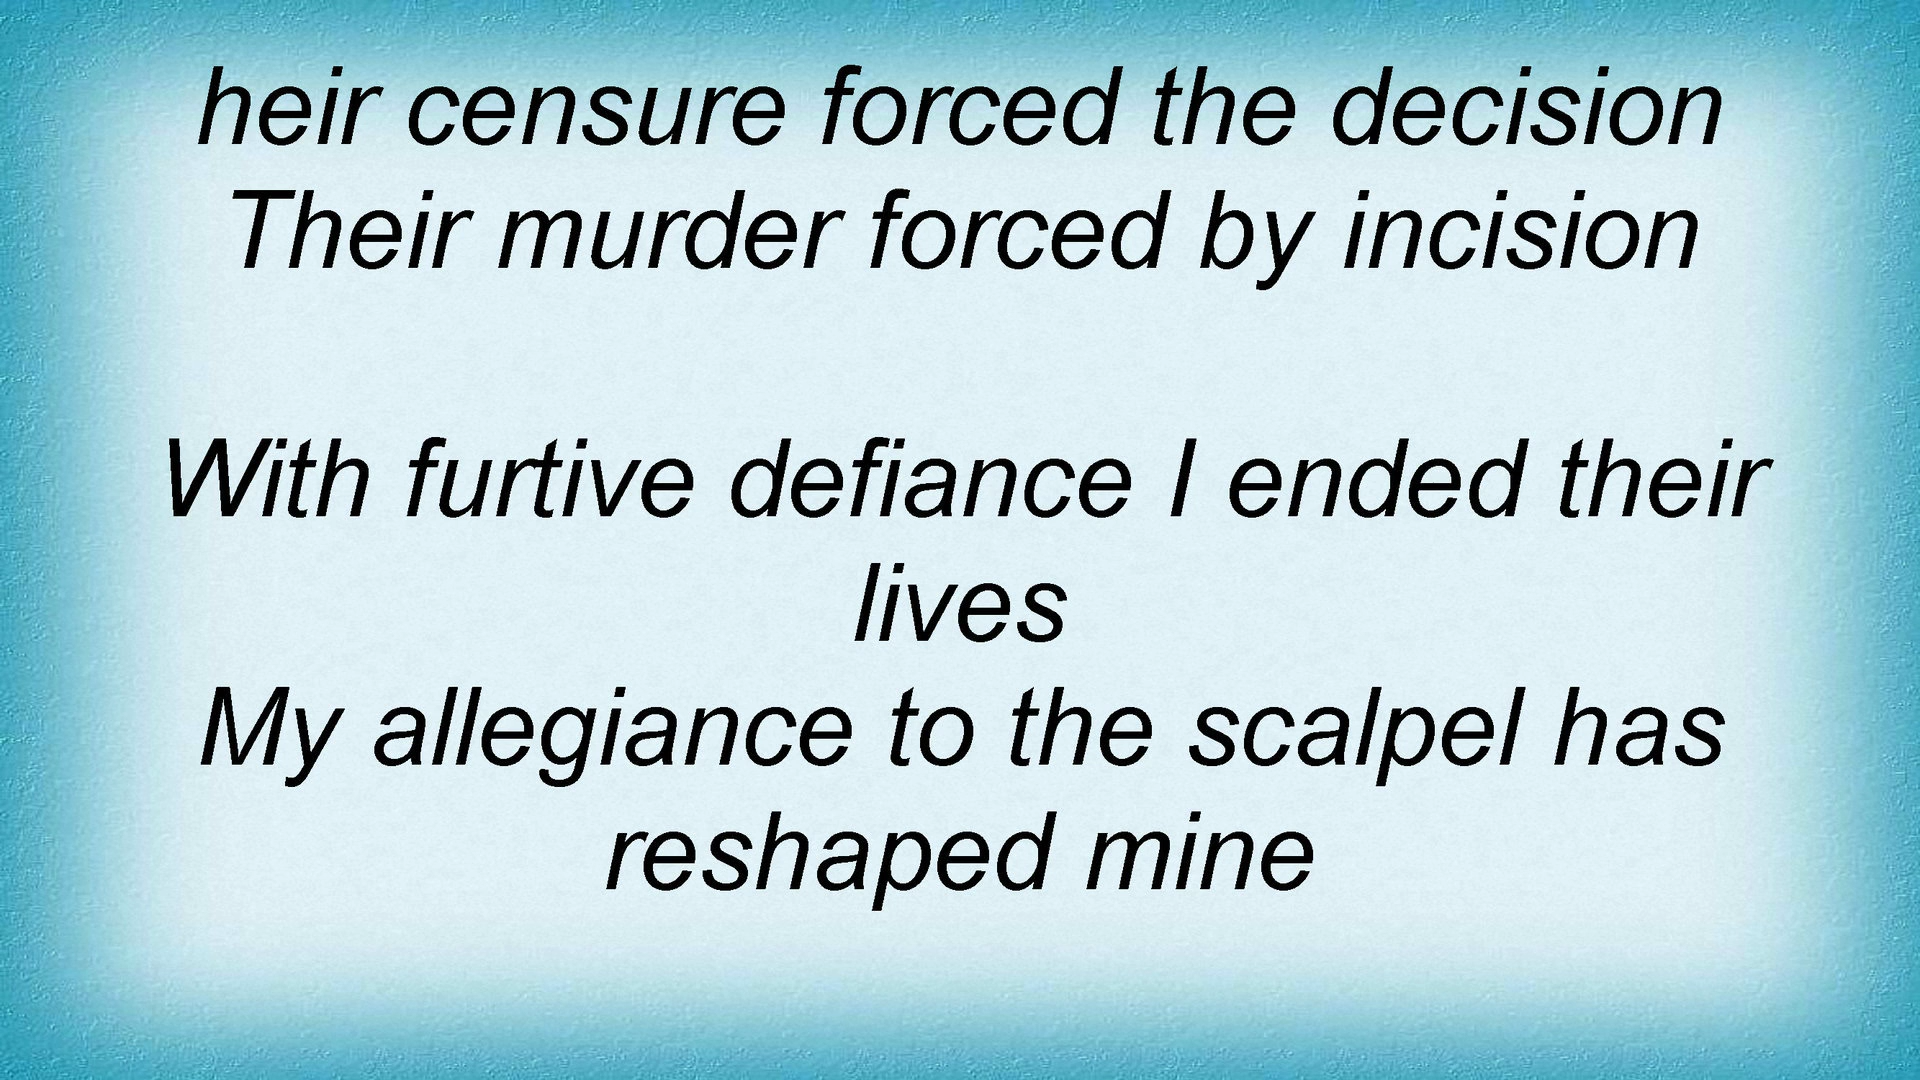 heir censure forced the decision
Their murder forced by incision
With furtive defiance I ended their
lives
My allegiance to the scalpel has
reshaped mine